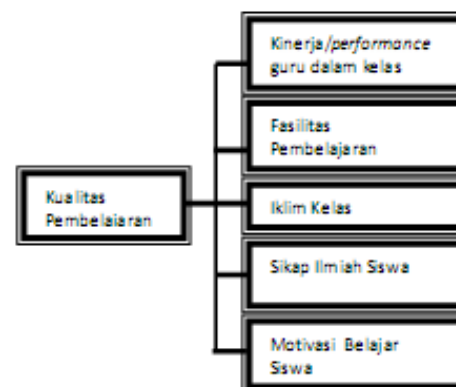 Kinerja/performance
guru dalam kelas
Fasilitas
Pembelajaran
Kualitas
Pembelajaran
Iklim Kelas
Sikap Ilmiah Siswa
Motivasi Belajar
Siswa